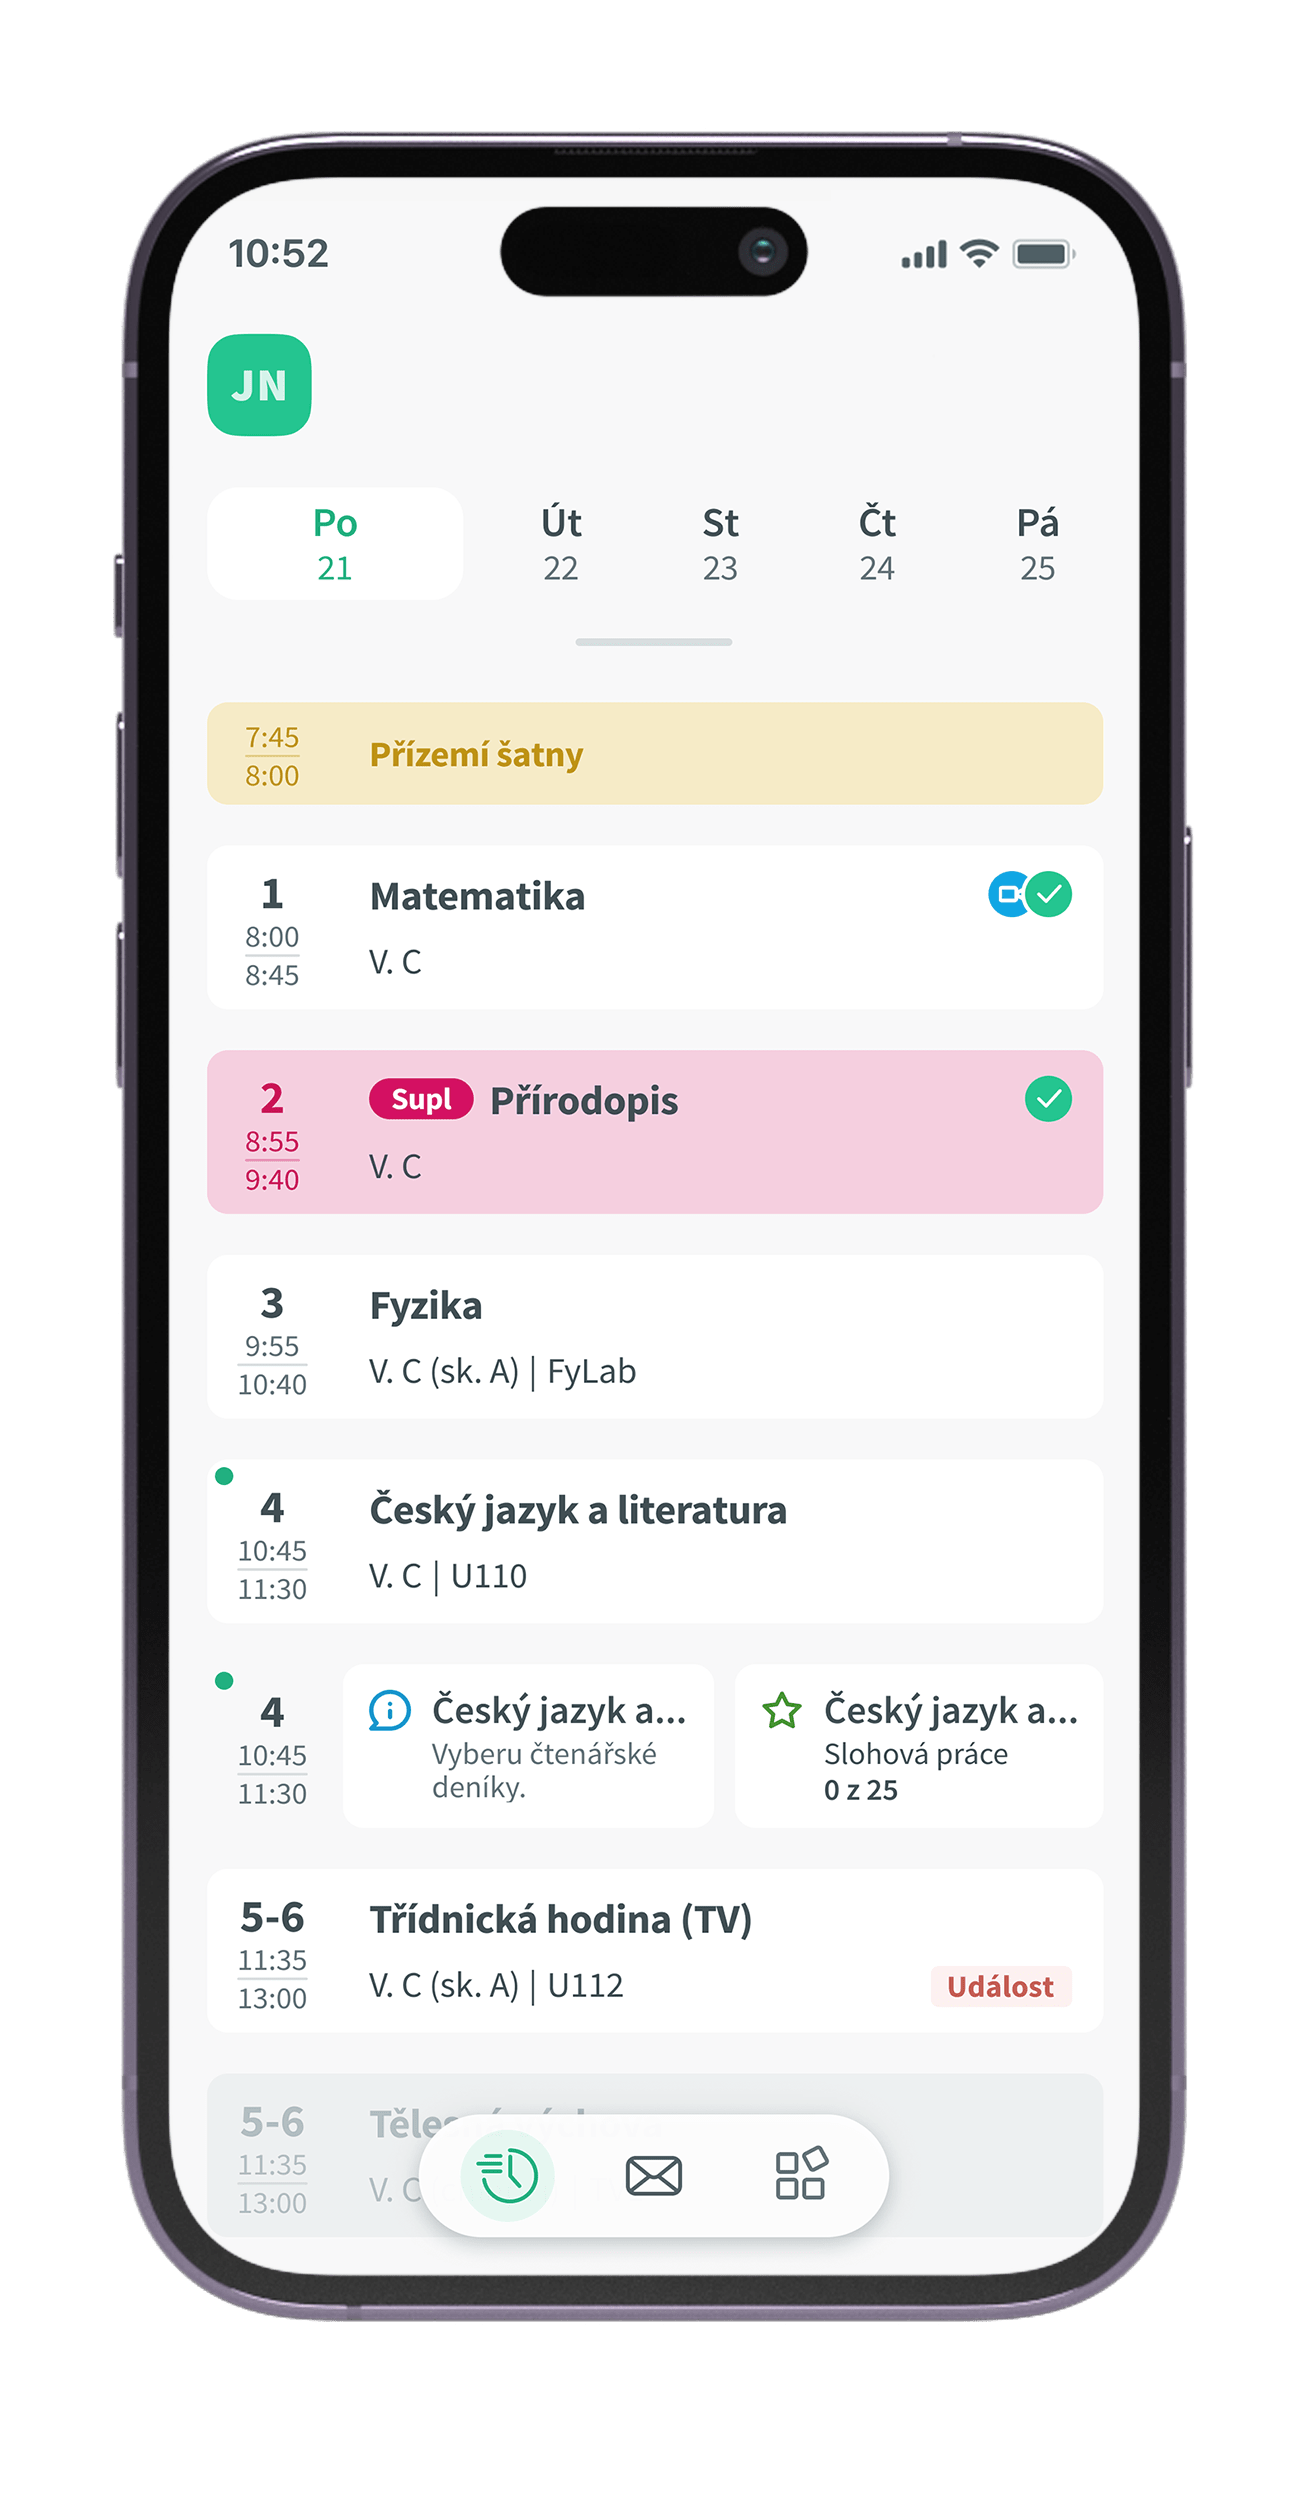 10:52
JN
Po Út St Čt Pá
21 22 23 24 25
7:45
8:00
Přízemí šatny
1
8:00
8:45
Matematika
V. C
2
8:55
9:40
Supl Přírodopis
V. C
3
9:55
10:40
Fyzika
V. C (sk. A) | FyLab
4
10:45
11:30
Český jazyk a literatura
V. C | U110
4
10:45
11:30
Český jazyk a...
Vyberu čtenářské
deníky.
Český jazyk a...
Slohová práce
0 z 25
5-6
11:35
13:00
Třídnická hodina (TV)
V. C (sk. A) | U112
Událost
5-6
11:35
13:00
V. C